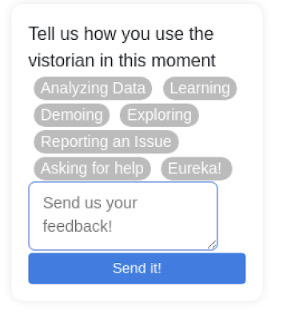 Tell us how you use the
vistorian in this moment
Analyzing Data Learning
Demoing Exploring
Reporting an Issue
Asking for help Eureka!
Send us your
feedback!
Send it!